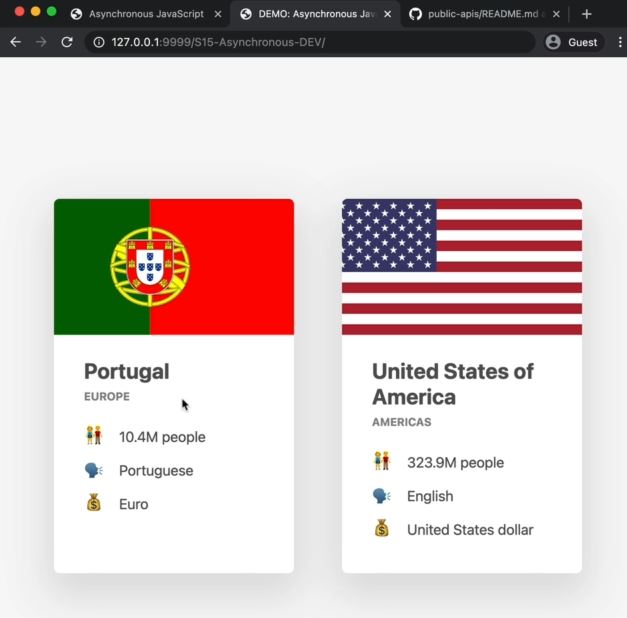 Asynchronous JavaScript
DEMO: Asynchronous Jav
public-apis/README.md
127.0.0.1:9999/S15-Asynchronous-DEV/
Guest
Portugal
EUROPE
10.4M people
Portuguese
Euro
United States of
America
AMERICAS
323.9M people
English
United States dollar